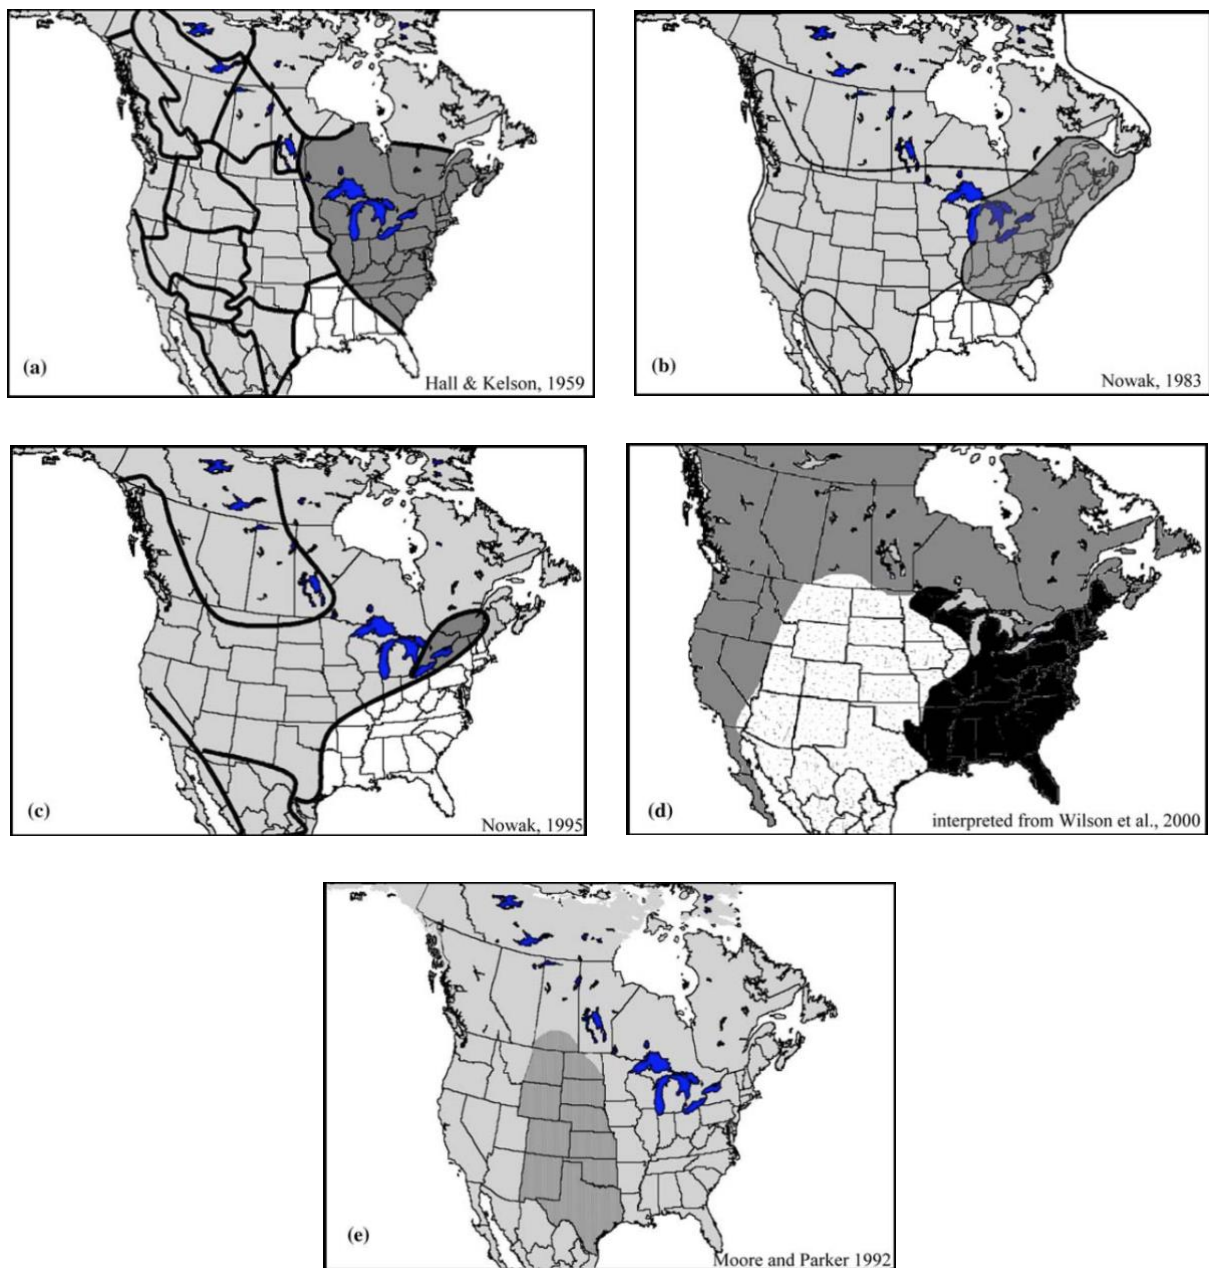 (a)
Hall & Kelson, 1959
(b)
Nowak, 1983
(c)
Nowak, 1995
(d)
interpreted from Wilson et al., 2000
(e)
Moore and Parker 1992